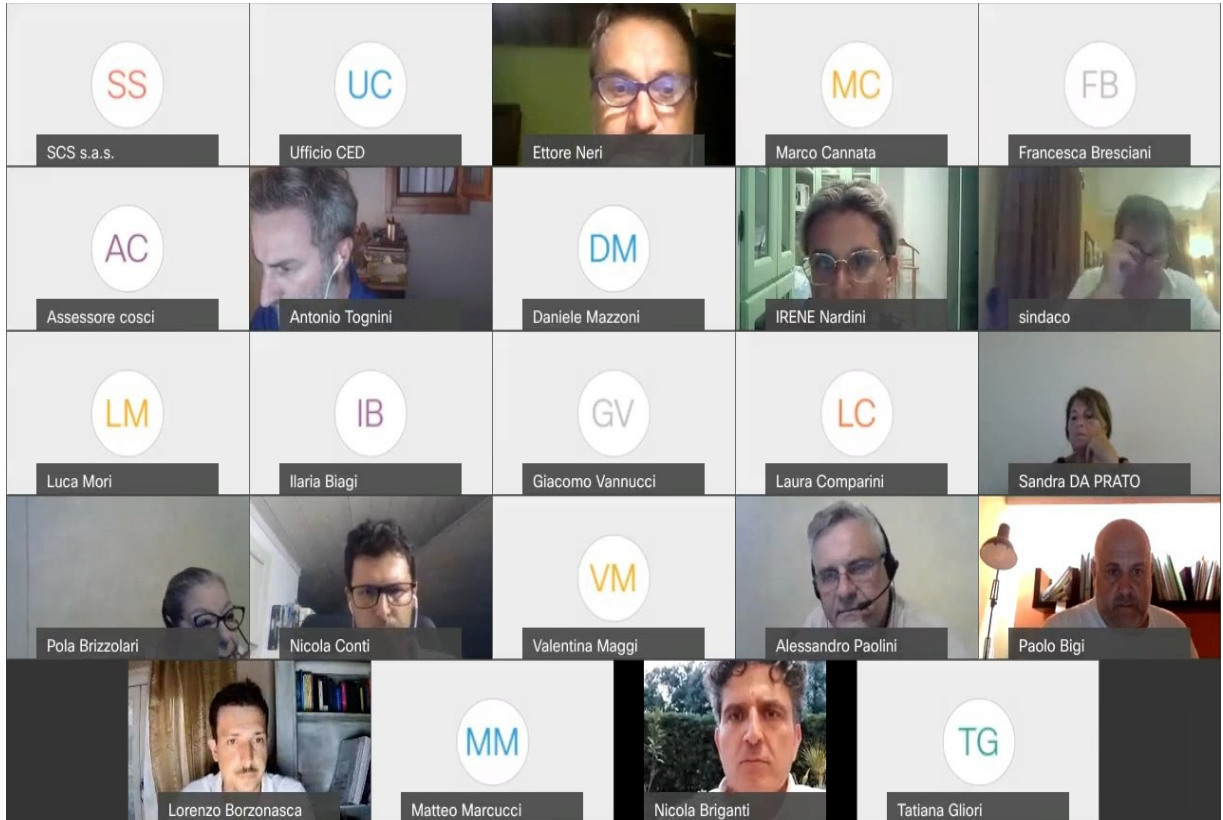 SS
SCS s.a.s.
UC
Ufficio CED
Ettore Neri
MC
Marco Cannata
FB
Francesca Bresciani
AC
Assessore cosci
Antonio Tognini
DM
Daniele Mazzoni
IRENE Nardini
sindaco
LM
Luca Mori
IB
Ilaria Biagi
GV
Giacomo Vannucci
LC
Laura Comparini
Sandra DA PRATO
Pola Brizzolari
Nicola Conti
VM
Valentina Maggi
Alessandro Paolini
Paolo Bigi
Lorenzo Borzonasca
MM
Matteo Marcucci
Nicola Briganti
TG
Tatiana Gliori